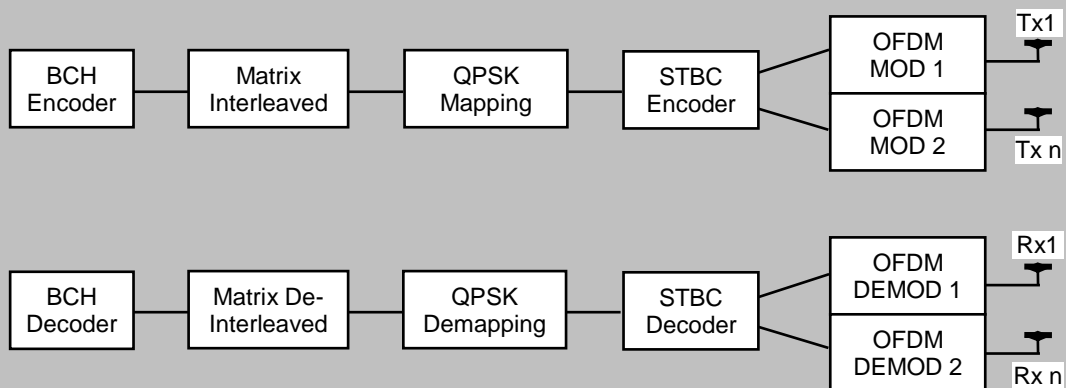 BCH
Encoder
Matrix
Interleaved
QPSK
Mapping
STBC
Encoder
OFDM
MOD 1
OFDM
MOD 2
Tx1
Tx n
BCH
Decoder
Matrix De-
Interleaved
QPSK
Demapping
STBC
Decoder
OFDM
DEMOD 1
OFDM
DEMOD 2
Rx1
Rx n